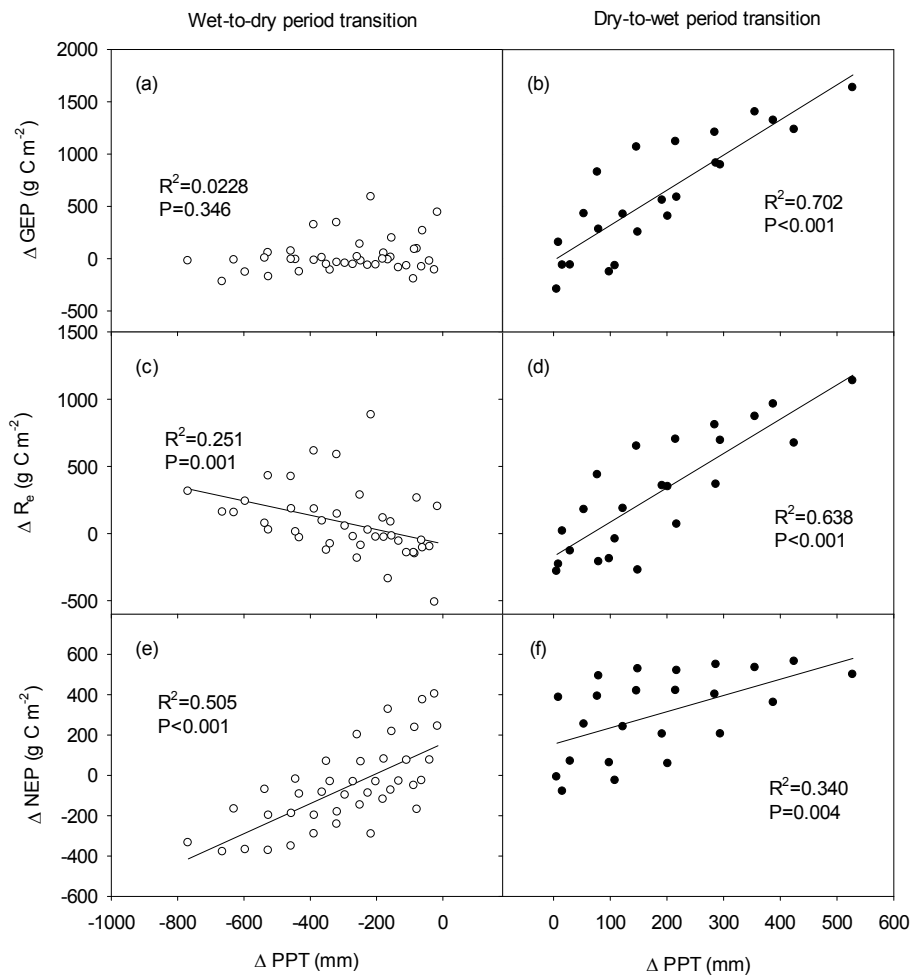 Wet-to-dry period transition
Dry-to-wet period transition
2000
1500
1000
500
0
-500
Δ GEP (g C m⁻²)
(a)
R²=0.0228
P=0.346
(b)
R²=0.702
P<0.001
1500
1000
500
0
-500
Δ Rₑ (g C m⁻²)
(c)
R²=0.251
P=0.001
(d)
R²=0.638
P<0.001
600
400
200
0
-200
-400
-600
Δ NEP (g C m⁻²)
(e)
R²=0.505
P<0.001
(f)
R²=0.340
P=0.004
-1000 -800 -600 -400 -200 0
0 100 200 300 400 500 600
Δ PPT (mm)
Δ PPT (mm)